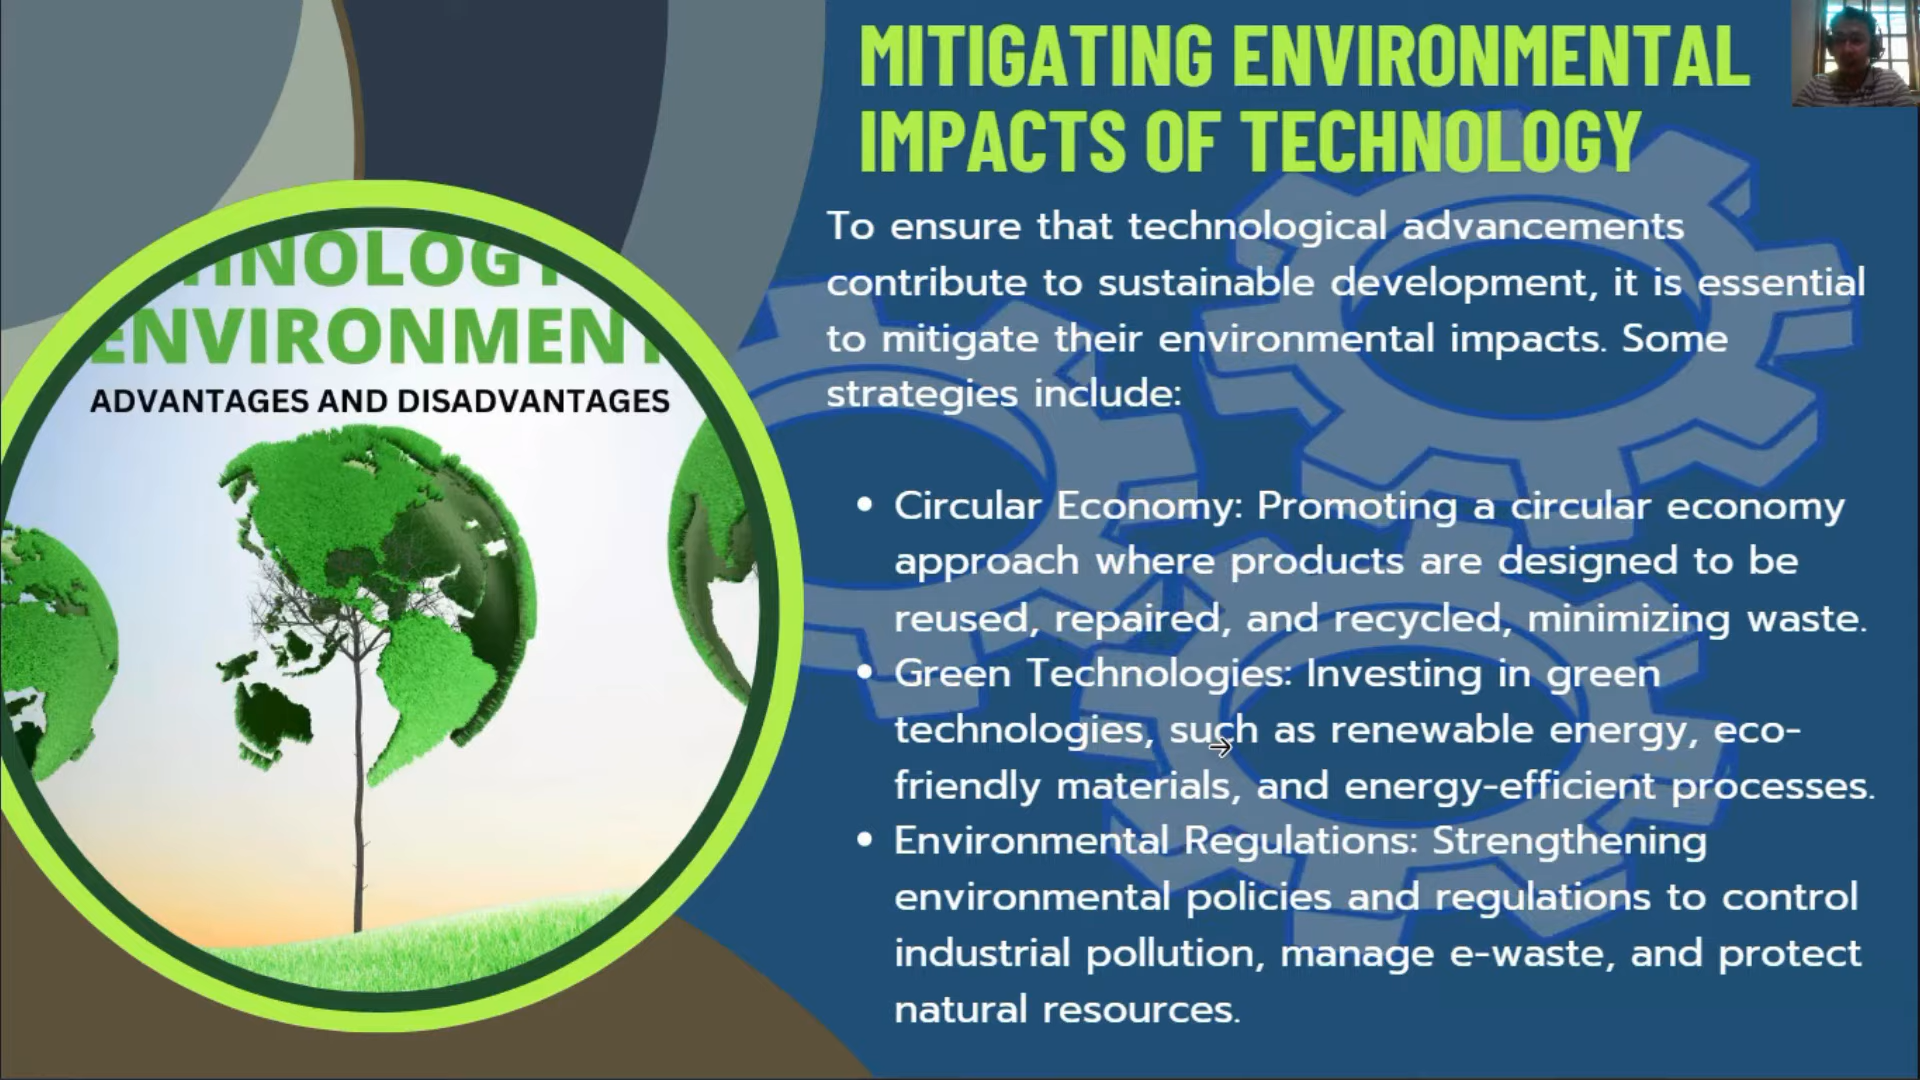 MITIGATING ENVIRONMENTAL
IMPACTS OF TECHNOLOGY
To ensure that technological advancements
contribute to sustainable development, it is essential
to mitigate their environmental impacts. Some
strategies include:
• Circular Economy: Promoting a circular economy
approach where products are designed to be
reused, repaired, and recycled, minimizing waste.
• Green Technologies: Investing in green
technologies, such as renewable energy, eco-
friendly materials, and energy-efficient processes.
• Environmental Regulations: Strengthening
environmental policies and regulations to control
industrial pollution, manage e-waste, and protect
natural resources.
HNOLOGY
ENVIRONMENT
ADVANTAGES AND DISADVANTAGES